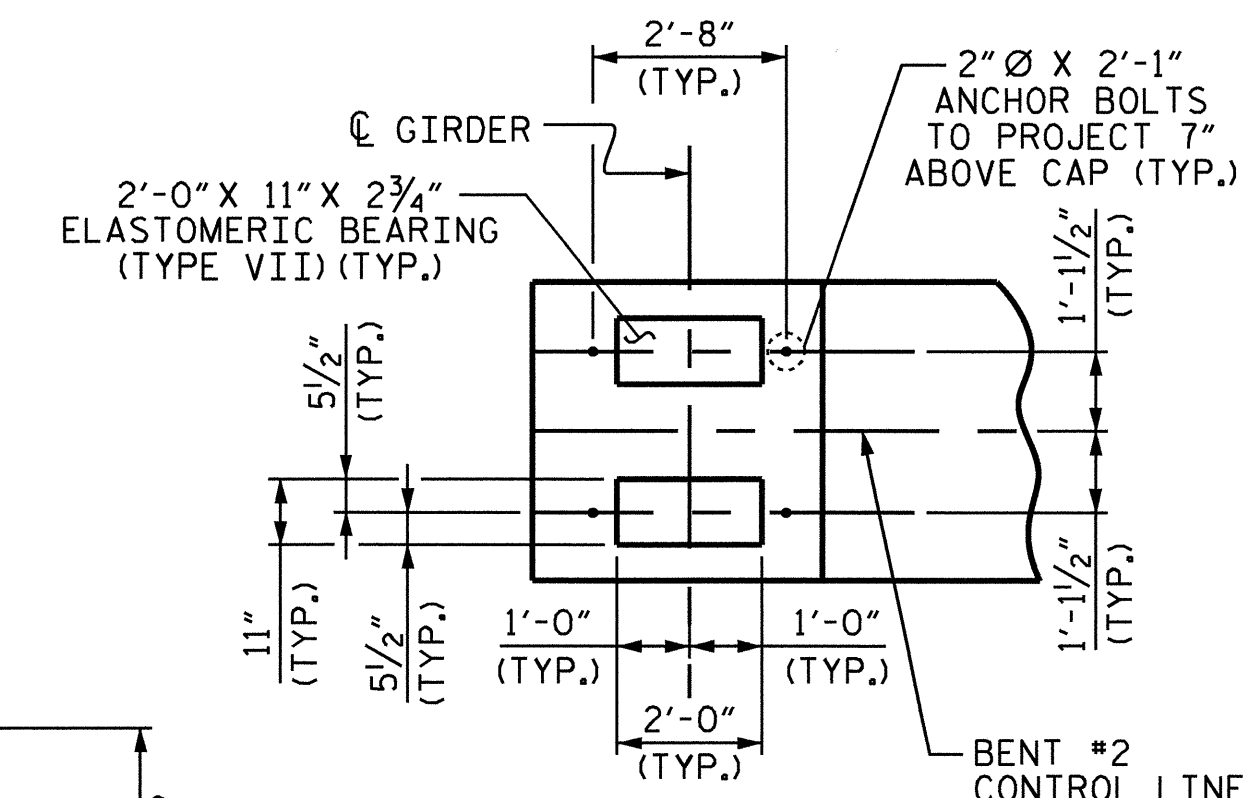 2'-8"
(TYP.)
2"Ø X 2'-1"
ANCHOR BOLTS
TO PROJECT 7"
ABOVE CAP (TYP.)
℄ GIRDER
2'-0" X 11" X 2¾"
ELASTOMERIC BEARING
(TYPE VII)(TYP.)
1'-1½"
(TYP.)
5½"
(TYP.)
11"
(TYP.)
5½"
(TYP.)
1'-0"
(TYP.)
1'-0"
(TYP.)
1'-1½"
(TYP.)
2'-0"
(TYP.)
BENT #2
CONTROL LINE